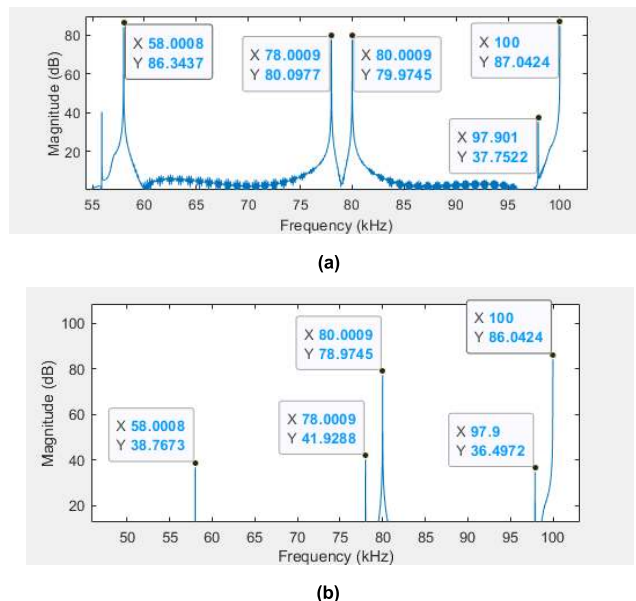 80
60
40
20
Magnitude (dB)
X 58.0008
Y 86.3437
X 78.0009
Y 80.0977
X 80.0009
Y 79.9745
X 100
Y 87.0424
X 97.901
Y 37.7522
55 60 65 70 75 80 85 90 95 100
Frequency (kHz)
(a)
100
80
60
40
20
Magnitude (dB)
X 100
Y 86.0424
X 80.0009
Y 78.9745
X 58.0008
Y 38.7673
X 78.0009
Y 41.9288
X 97.9
Y 36.4972
50 55 60 65 70 75 80 85 90 95 100
Frequency (kHz)
(b)